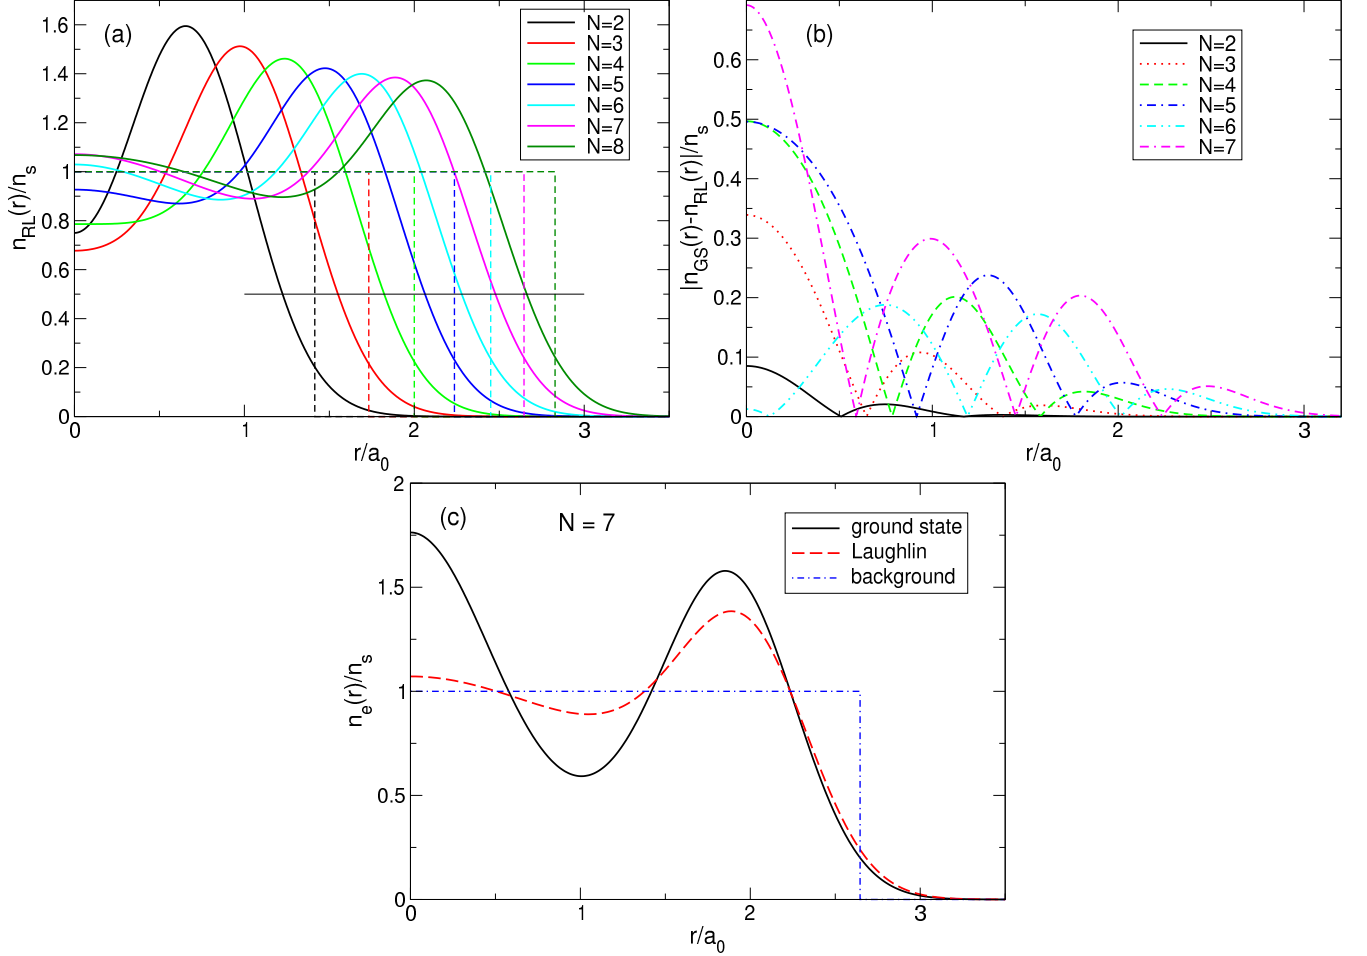 (a)
N=2
N=3
N=4
N=5
N=6
N=7
N=8
n_RL(r)/n_s
1.6
1.4
1.2
1
0.8
0.6
0.4
0.2
0
0 1 2 3
r/a_0
(b)
N=2
N=3
N=4
N=5
N=6
N=7
|n_GS(r)-n_RL(r)|/n_s
0.6
0.5
0.4
0.3
0.2
0.1
0
0 1 2 3
r/a_0
(c)
N = 7
ground state
Laughlin
background
n_e(r)/n_s
2
1.5
1
0.5
0
0 1 2 3
r/a_0